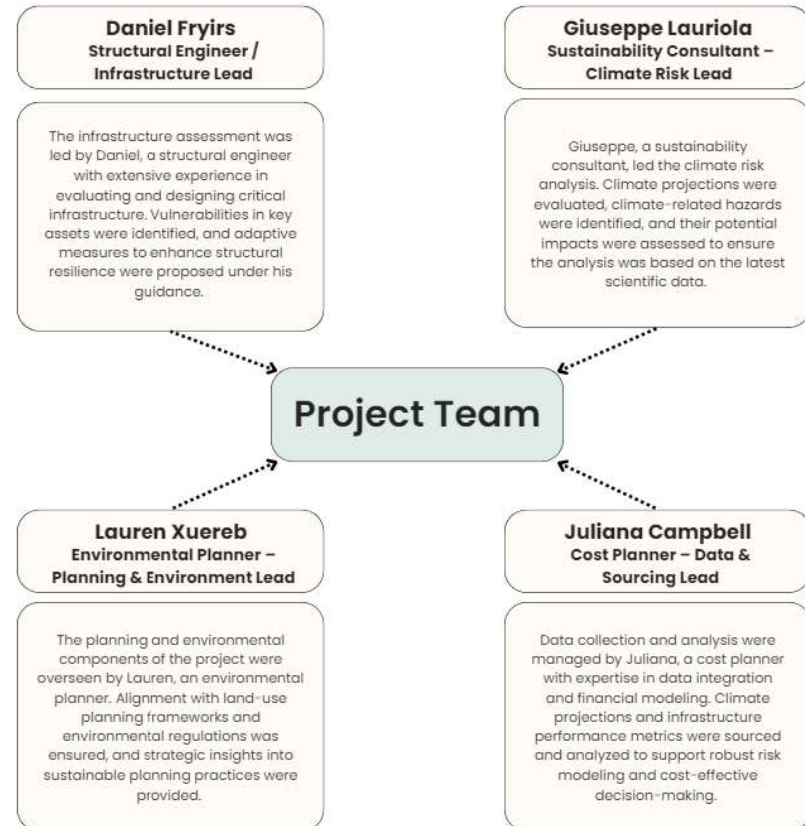 Daniel Fryirs
Structural Engineer /
Infrastructure Lead
The infrastructure assessment was
led by Daniel, a structural engineer
with extensive experience in
evaluating and designing critical
infrastructure. Vulnerabilities in key
assets were identified, and adaptive
measures to enhance structural
resilience were proposed under his
guidance.
Giuseppe Lauriola
Sustainability Consultant –
Climate Risk Lead
Giuseppe, a sustainability
consultant, led the climate risk
analysis. Climate projections were
evaluated, climate-related hazards
were identified, and their potential
impacts were assessed to ensure
the analysis was based on the latest
scientific data.
Project Team
Lauren Xuereb
Environmental Planner –
Planning & Environment Lead
The planning and environmental
components of the project were
overseen by Lauren, an environmental
planner. Alignment with land-use
planning frameworks and
environmental regulations was
ensured, and strategic insights into
sustainable planning practices were
provided.
Juliana Campbell
Cost Planner – Data &
Sourcing Lead
Data collection and analysis were
managed by Juliana, a cost planner
with expertise in data integration
and financial modeling. Climate
projections and infrastructure
performance metrics were sourced
and analyzed to support robust risk
modeling and cost-effective
decision-making.